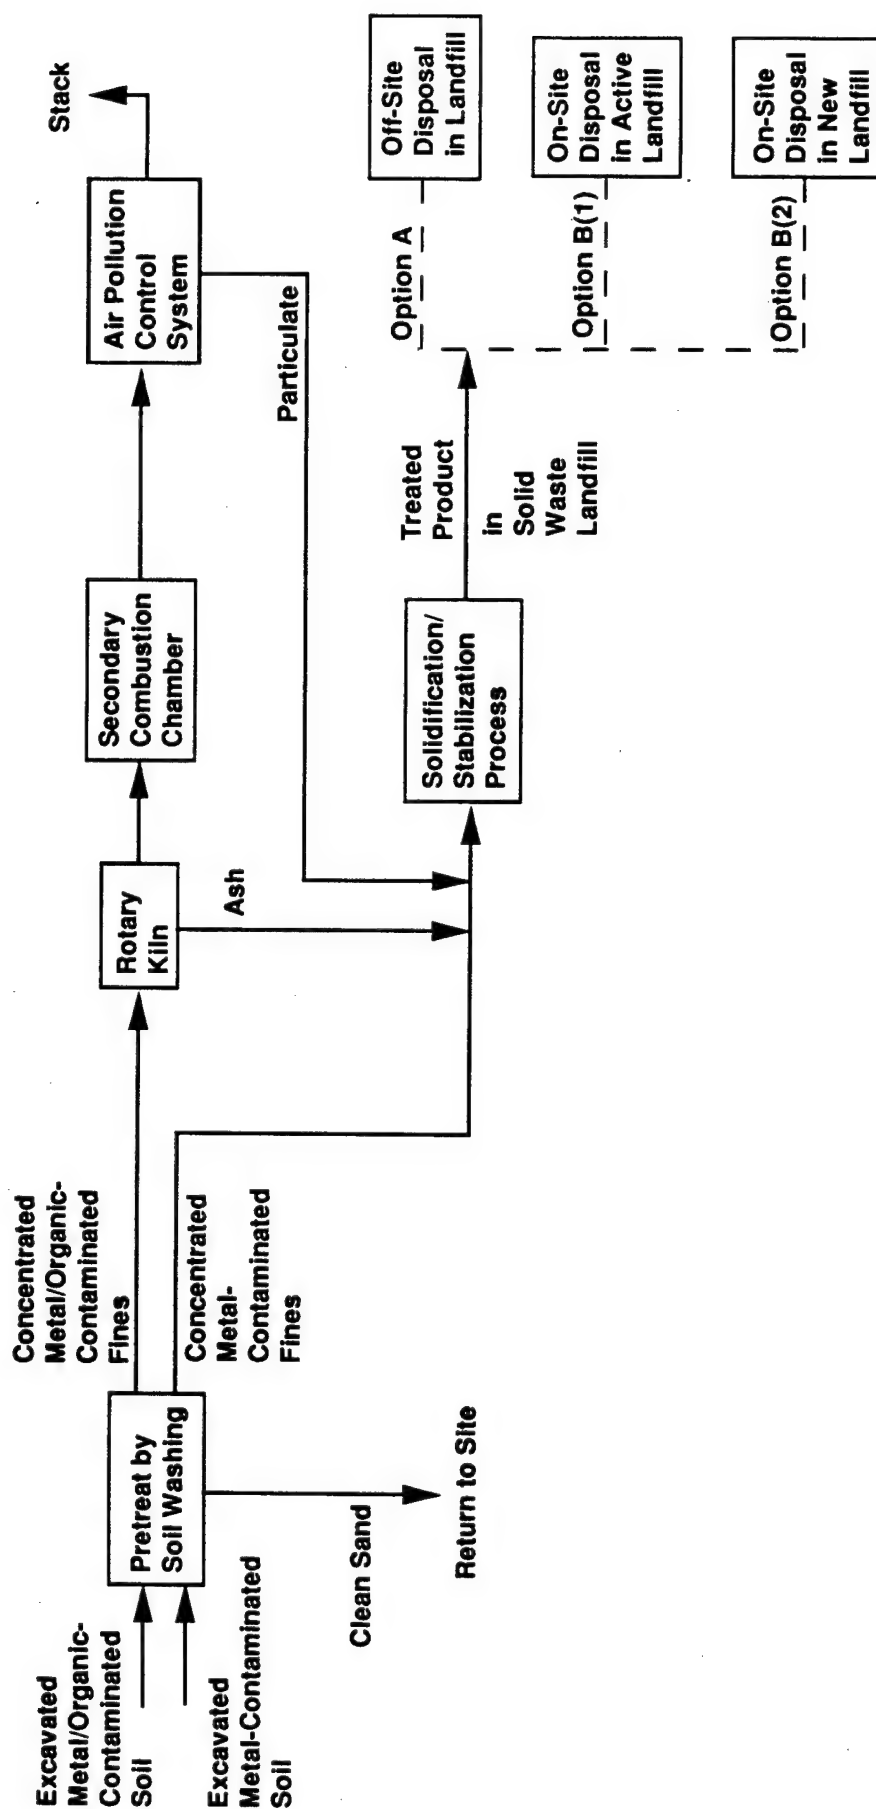 Excavated
Metal/Organic-
Contaminated
Soil
Excavated
Metal-Contaminated
Soil
Pretreat by
Soil Washing
Clean Sand
Return to Site
Concentrated
Metal/Organic-
Contaminated
Fines
Concentrated
Metal-
Contaminated
Fines
Rotary
Kiln
Ash
Secondary
Combustion
Chamber
Air Pollution
Control
System
Stack
Particulate
Solidification/
Stabilization
Process
Treated
Product
in
Solid
Waste
Landfill
Option A
Off-Site
Disposal
in Landfill
Option B(1)
On-Site
Disposal
in Active
Landfill
Option B(2)
On-Site
Disposal
in New
Landfill